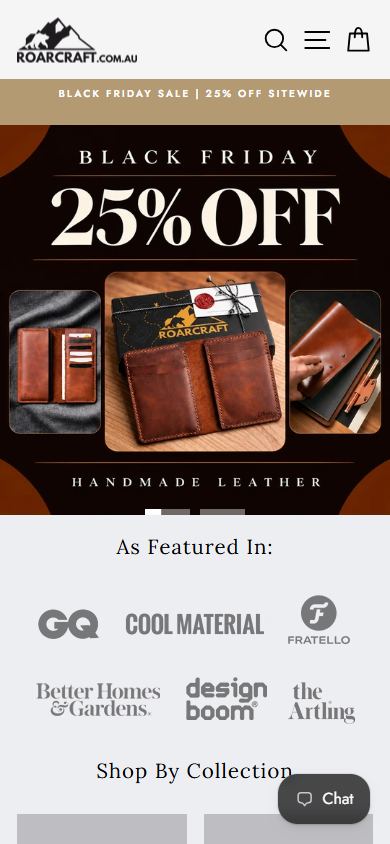 ROARCRAFT.COM.AU
BLACK FRIDAY SALE | 25% OFF SITEWIDE
BLACK FRIDAY
25% OFF
ROARCRAFT
HANDMADE LEATHER
As Featured In:
GQ
COOL MATERIAL
F
FRATELLO
Better Homes
&Gardens®
design
boom®
the
Artling
Shop By Collection
Chat